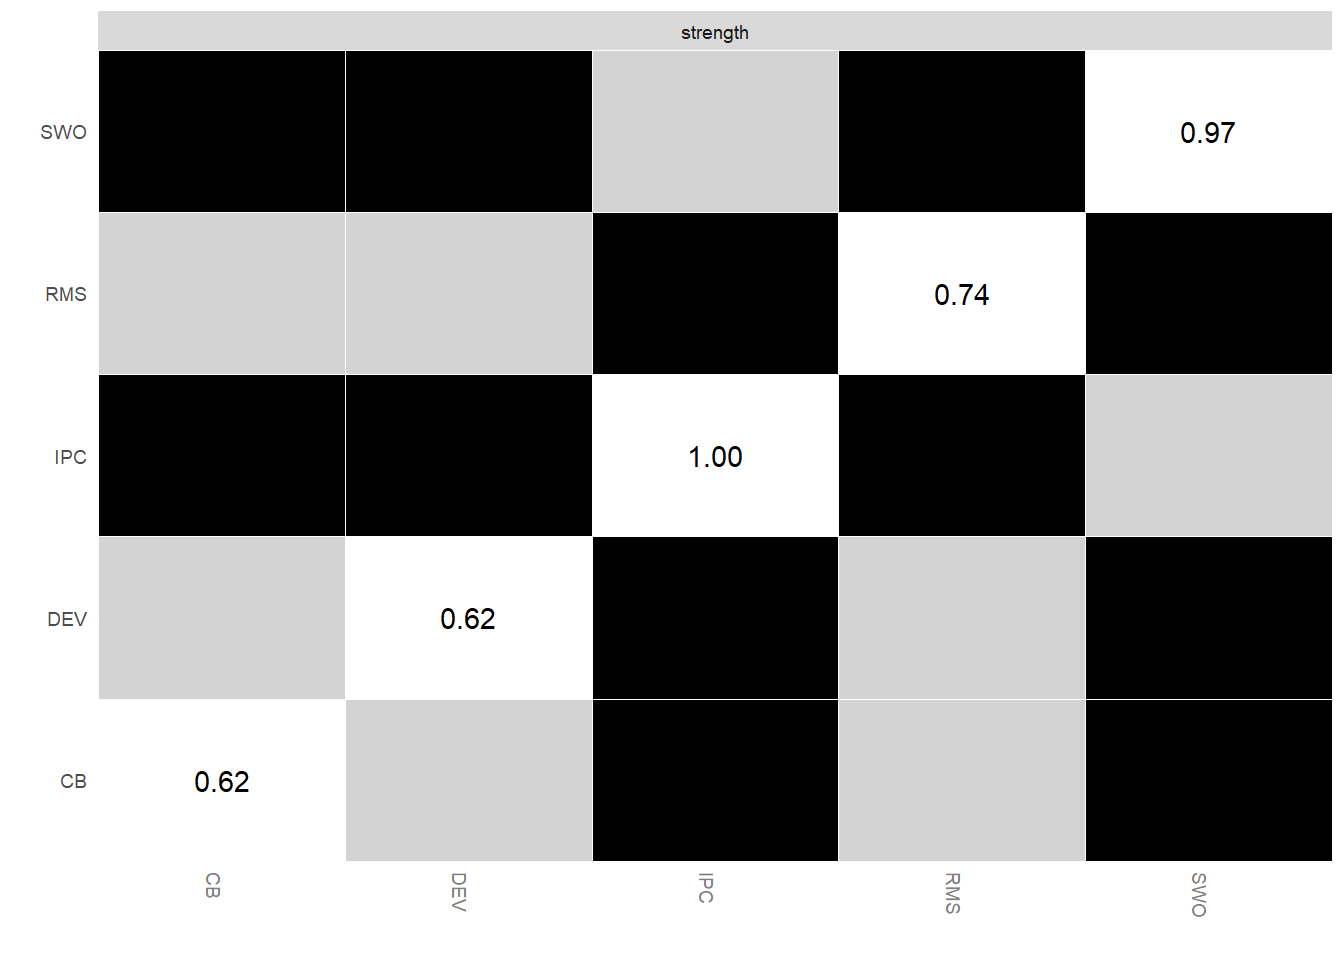 strength
SWO 0.97
RMS 0.74
IPC 1.00
DEV 0.62
CB 0.62
CB DEV IPC RMS SWO